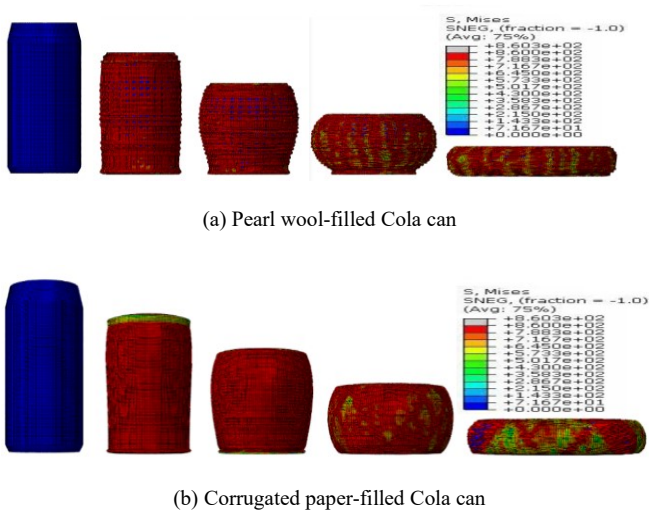 S, Mises
SNEG, (fraction = -1.0)
(Avg: 75%)
+8.603e+02
+8.600e+02
+7.883e+02
+7.167e+02
+6.450e+02
+5.733e+02
+5.017e+02
+4.300e+02
+3.583e+02
+2.867e+02
+2.150e+02
+1.433e+02
+7.167e+01
+0.000e+00
(a) Pearl wool-filled Cola can
S, Mises
SNEG, (fraction = -1.0)
(Avg: 75%)
+8.603e+02
+8.600e+02
+7.883e+02
+7.167e+02
+6.450e+02
+5.733e+02
+5.017e+02
+4.300e+02
+3.583e+02
+2.867e+02
+2.150e+02
+1.433e+02
+7.167e+01
+0.000e+00
(b) Corrugated paper-filled Cola can